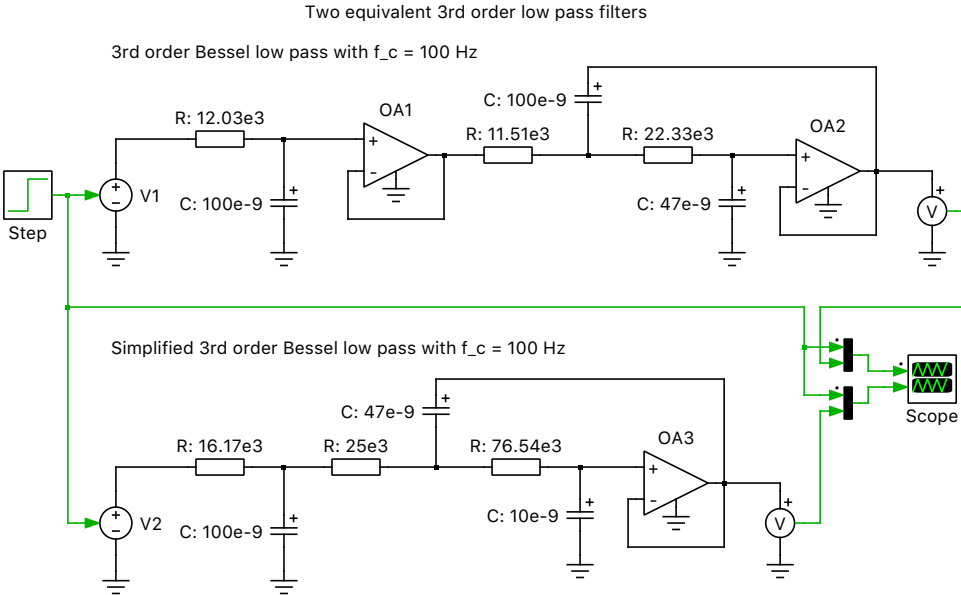 Two equivalent 3rd order low pass filters
3rd order Bessel low pass with f_c = 100 Hz
C: 100e-9
R: 12.03e3
OA1
R: 11.51e3
R: 22.33e3
OA2
+
+
-
+
-
V1
C: 100e-9
+
+
-
C: 47e-9
+
+
V
Step
Simplified 3rd order Bessel low pass with f_c = 100 Hz
C: 47e-9
+
Scope
R: 16.17e3
R: 25e3
R: 76.54e3
OA3
+
-
+
-
V2
C: 100e-9
+
C: 10e-9
+
+
V